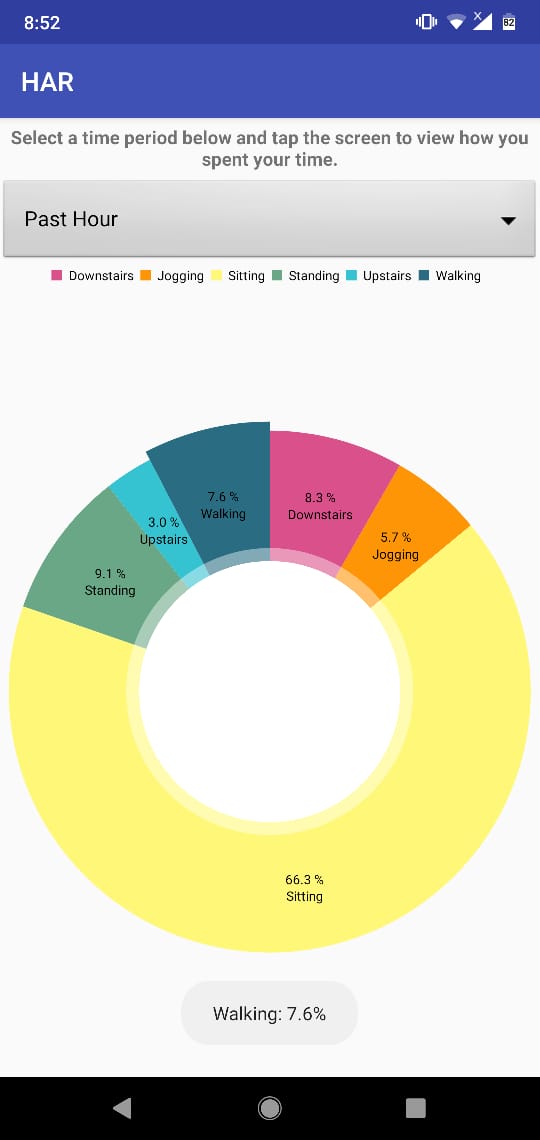 8:52
82
HAR
Select a time period below and tap the screen to view how you
spent your time.
Past Hour
Downstairs Jogging Sitting Standing Upstairs Walking
7.6 %
Walking
8.3 %
Downstairs
3.0 %
Upstairs
5.7 %
Jogging
9.1 %
Standing
66.3 %
Sitting
Walking: 7.6%